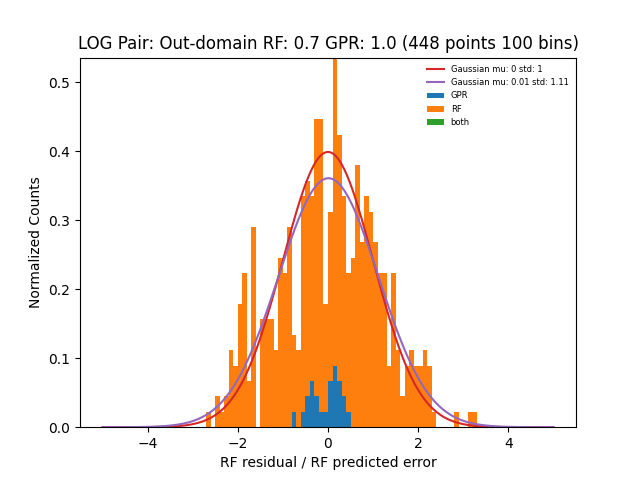 LOG Pair: Out-domain RF: 0.7 GPR: 1.0 (448 points 100 bins)
Gaussian mu: 0 std: 1
Gaussian mu: 0.01 std: 1.11
GPR
RF
both
Normalized Counts
0.5
0.4
0.3
0.2
0.1
0.0
−4
−2
0
2
4
RF residual / RF predicted error